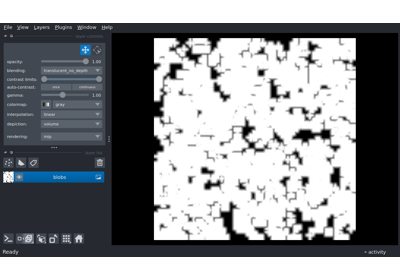 File View Layers Plugins Window Help
opacity: 1.00
blending: translucent_no_depth
contrast limits:
auto-contrast: once continuous
gamma: 1.00
colormap: gray
interpolation: linear
depiction: volume
rendering: mip
blobs
Ready activity